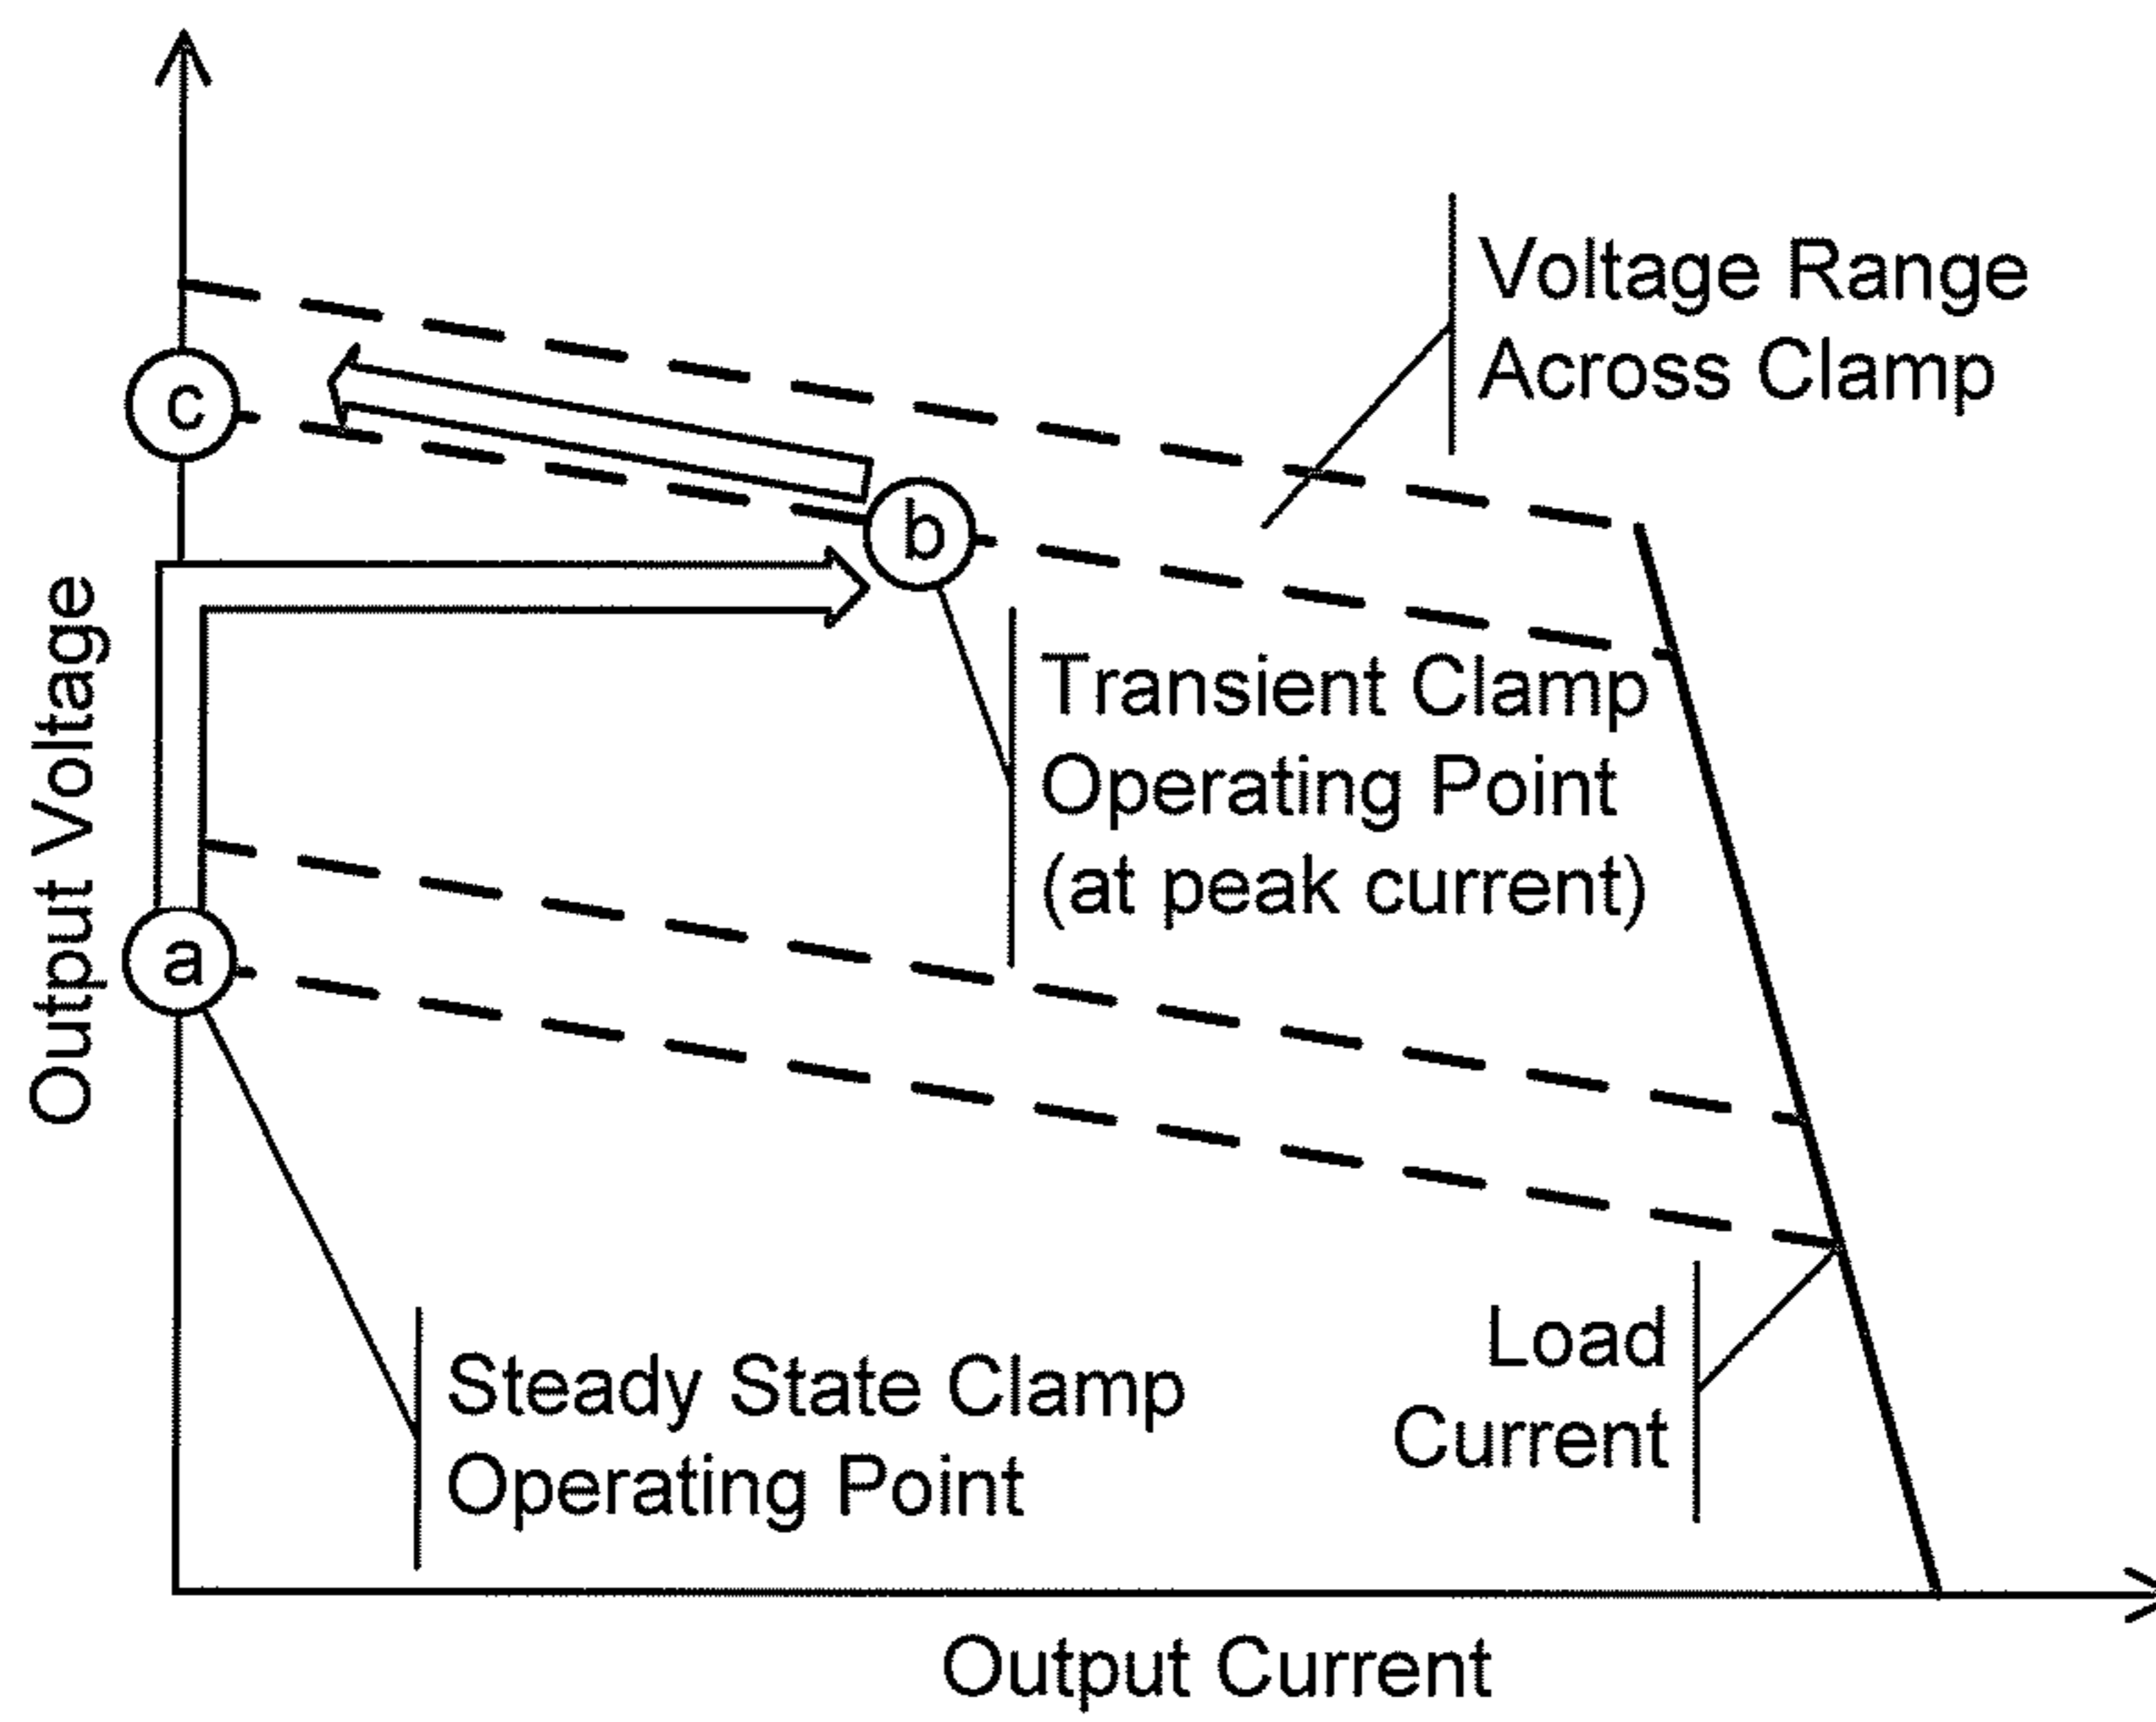 Voltage Range
Across Clamp
c
b
Transient Clamp
Operating Point
(at peak current)
Output Voltage
a
Steady State Clamp
Operating Point
Load
Current
Output Current